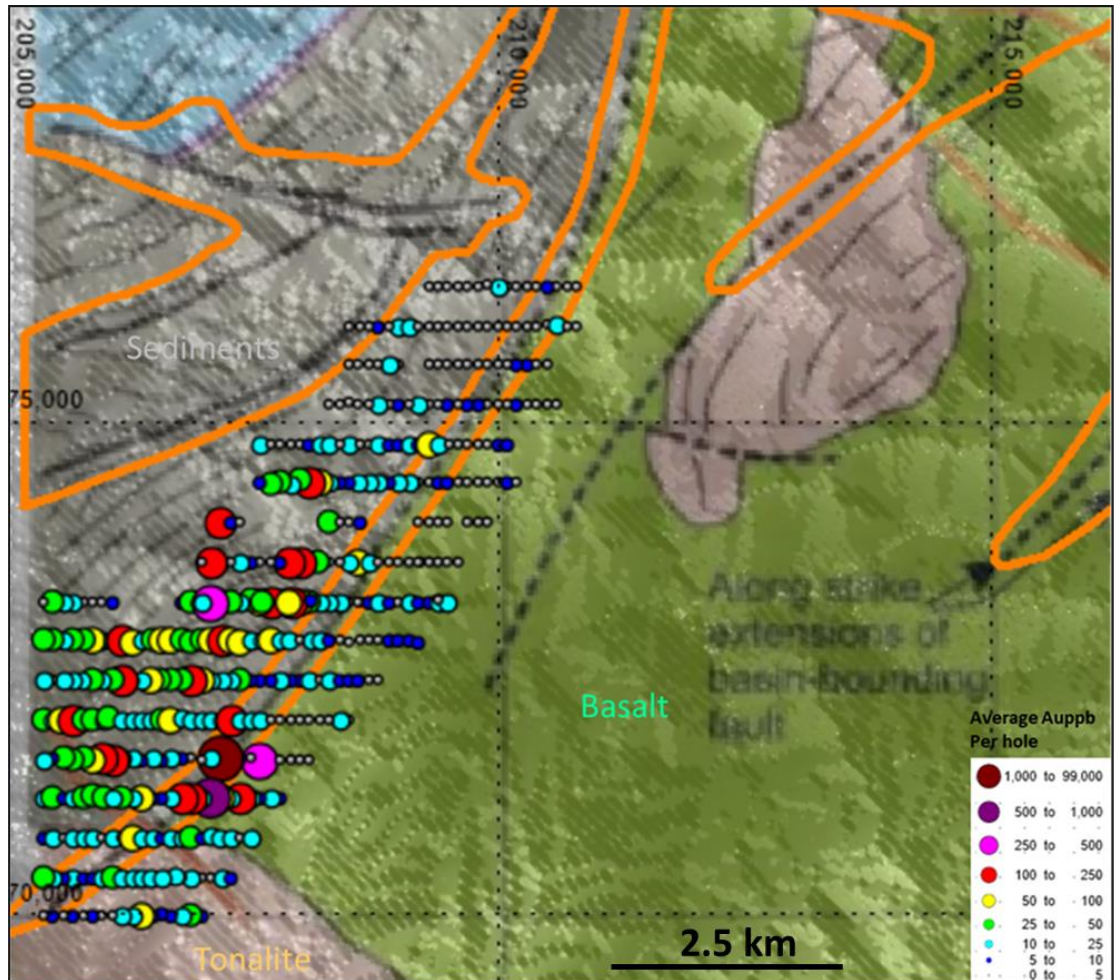 205,000
210,000
215,000
Sediments
75,000
Along strike
extensions of
basin-bounding
fault
Basalt
Average Auppb
Per hole
1,000 to 99,000
500 to 1,000
250 to 500
100 to 250
50 to 100
25 to 50
10 to 25
5 to 10
0 to 5
70,000
2.5 km
Tonalite